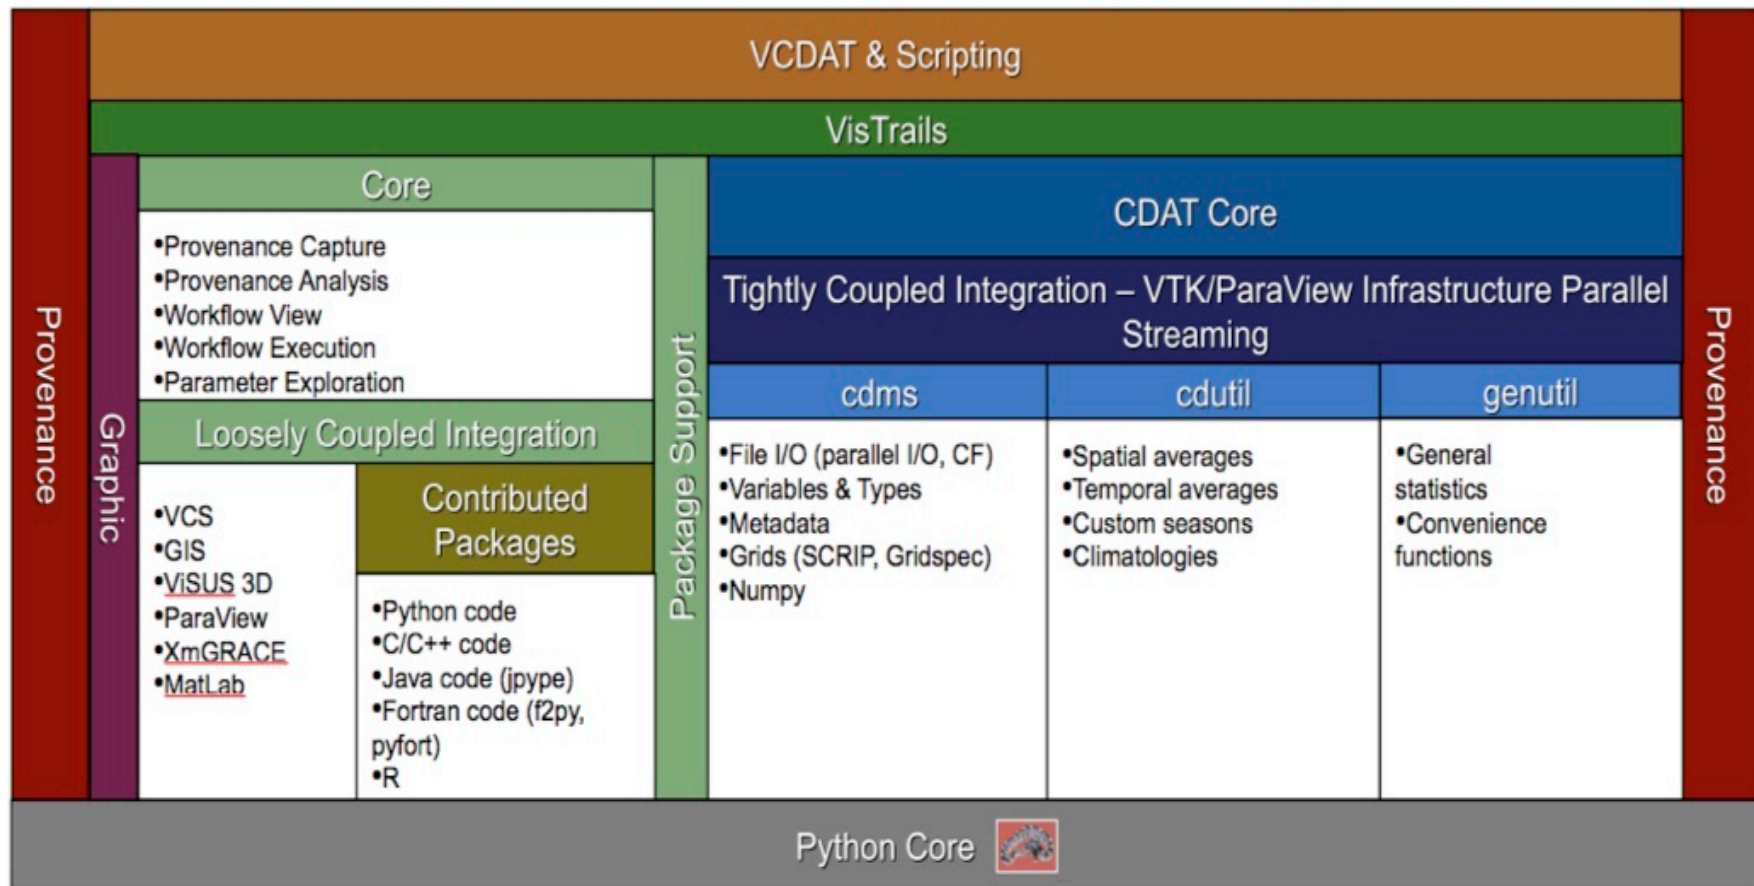 VCDAT & Scripting
VisTrails
Provenance
Graphic
Core
•Provenance Capture
•Provenance Analysis
•Workflow View
•Workflow Execution
•Parameter Exploration
Loosely Coupled Integration
•VCS
•GIS
•ViSUS 3D
•ParaView
•XmGRACE
•MatLab
Contributed
Packages
•Python code
•C/C++ code
•Java code (jpype)
•Fortran code (f2py,
pyfort)
•R
Package Support
CDAT Core
Tightly Coupled Integration – VTK/ParaView Infrastructure Parallel
Streaming
cdms
•File I/O (parallel I/O, CF)
•Variables & Types
•Metadata
•Grids (SCRIP, Gridspec)
•Numpy
cdutil
•Spatial averages
•Temporal averages
•Custom seasons
•Climatologies
genutil
•General
statistics
•Convenience
functions
Provenance
Python Core